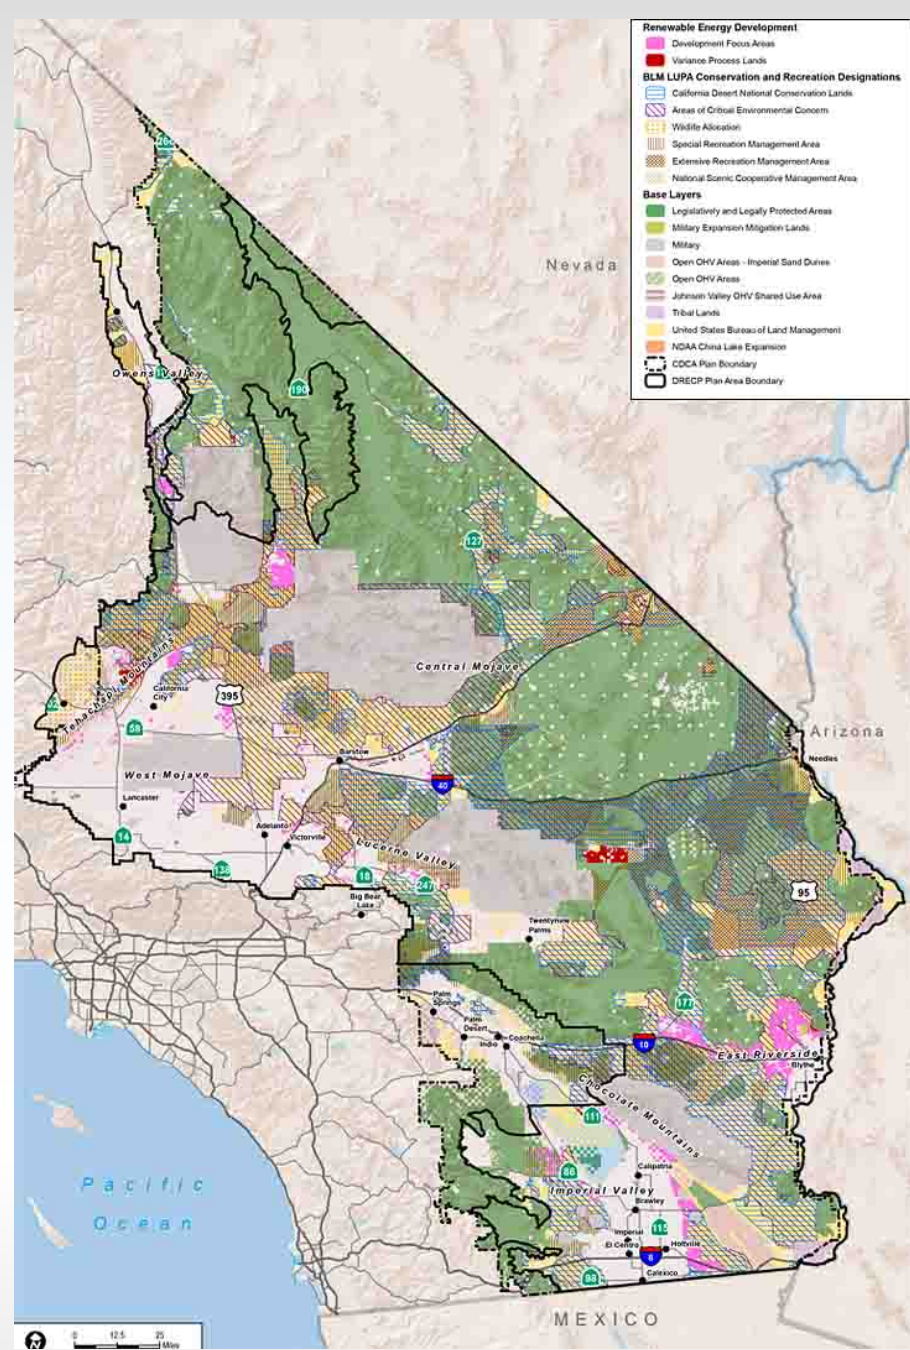 Renewable Energy Development
Development Focus Areas
Variance Process Lands
BLM LUPA Conservation and Recreation Designations
California Desert National Conservation Lands
Areas of Critical Environmental Concern
Wildlife Allocation
Special Recreation Management Area
Extensive Recreation Management Area
National Scenic Cooperative Management Area
Base Layers
Legislatively and Legally Protected Areas
Military Expansion Mitigation Lands
Military
Open OHV Areas - Imperial Sand Dunes
Open OHV Areas
Johnson Valley OHV Shared Use Area
Tribal Lands
United States Bureau of Land Management
NDAA China Lake Expansion
CDCA Plan Boundary
DRECP Plan Area Boundary
Nevada
Owens Valley
190
127
Central Mojave
Tehachapi Mountains
California
City
395
58
Arizona
Needles
Barstow
West Mojave
40
Lancaster
Adelanto
Victorville
14
Lucerne Valley
138
18
247
95
Big Bear
Lake
Twentynine
Palms
Palm
Springs
177
Palm
Desert
Indio
Coachella
10
East Riverside
Blythe
Chocolate Mountains
111
86
Calipatria
Imperial Valley
Brawley
Pacific
Ocean
115
Imperial
El Centro
Holtville
8
98
Calexico
MEXICO
N
0 12.5 25
Miles